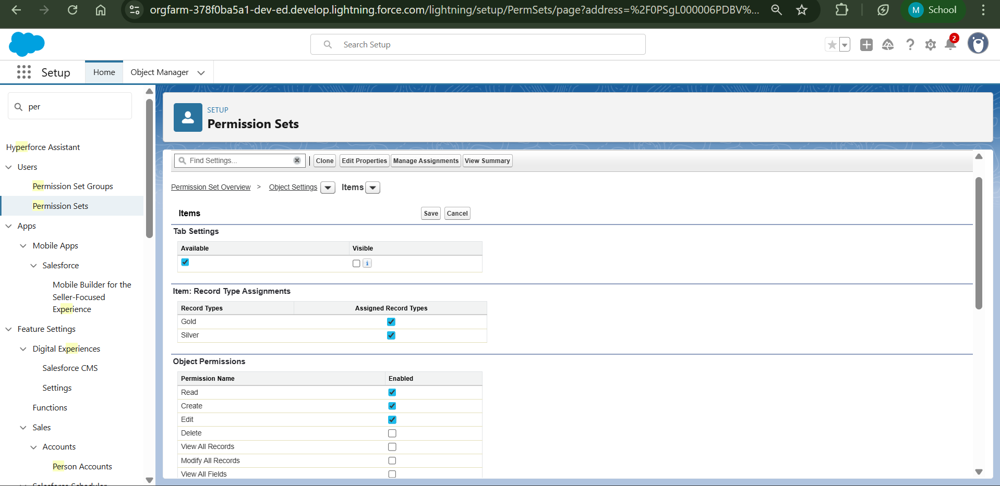 orgfarm-378f0ba5a1-dev-ed.develop.lightning.force.com/lightning/setup/PermSets/page?address=%2F0PSgL000006PDBV%...
M School
Search Setup
2
Setup Home Object Manager
per
Hyperforce Assistant
Users
Permission Set Groups
Permission Sets
Apps
Mobile Apps
Salesforce
Mobile Builder for the
Seller-Focused
Experience
Feature Settings
Digital Experiences
Salesforce CMS
Settings
Functions
Sales
Accounts
Person Accounts
Salesforce Scheduler
SETUP
Permission Sets
Find Settings... Clone Edit Properties Manage Assignments View Summary
Permission Set Overview > Object Settings Items
Items Save Cancel
Tab Settings
Available Visible
i
Item: Record Type Assignments
Record Types Assigned Record Types
Gold
Silver
Object Permissions
Permission Name Enabled
Read
Create
Edit
Delete
View All Records
Modify All Records
View All Fields